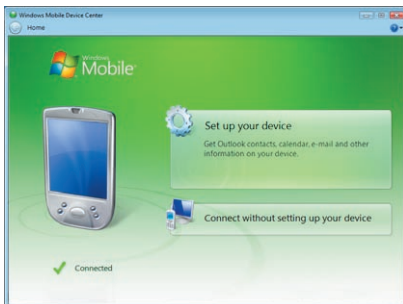 Windows Mobile Device Center
Home
Windows
Mobile
Set up your device
Get Outlook contacts, calendar, e-mail and other
information on your device.
Connect without setting up your device
Connected